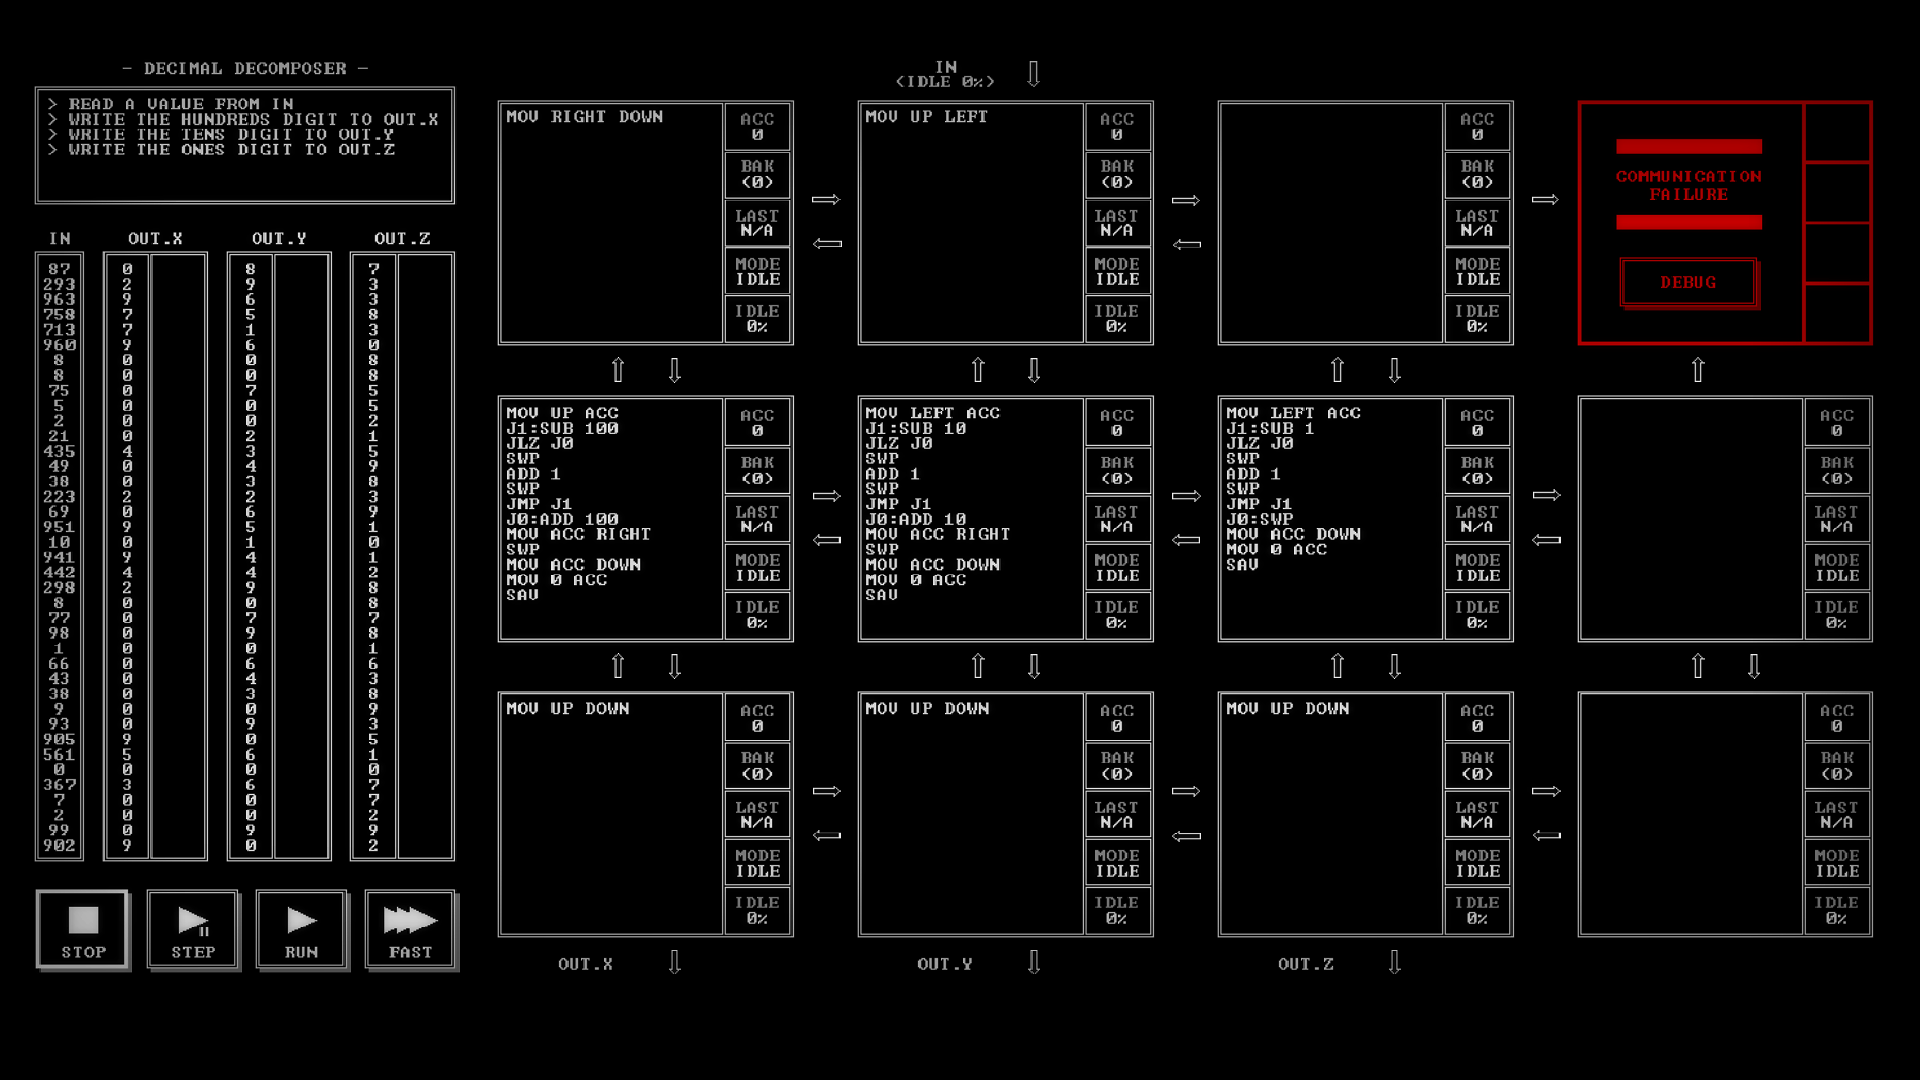 - DECIMAL DECOMPOSER -
> READ A VALUE FROM IN
> WRITE THE HUNDREDS DIGIT TO OUT.X
> WRITE THE TENS DIGIT TO OUT.Y
> WRITE THE ONES DIGIT TO OUT.Z
IN OUT.X OUT.Y OUT.Z
87 0 8 7
293 2 9 3
963 9 6 3
758 7 5 8
713 7 1 3
960 9 6 0
8 0 0 8
8 0 0 8
75 0 7 5
5 0 0 5
2 0 0 2
21 0 2 1
435 4 3 5
49 0 4 9
38 0 3 8
223 2 2 3
69 0 6 9
951 9 5 1
10 0 1 0
941 9 4 1
442 4 4 2
298 2 9 8
8 0 0 8
77 0 7 7
98 0 9 8
1 0 0 1
66 0 6 6
43 0 4 3
38 0 3 8
9 0 0 9
93 0 9 3
905 9 0 5
561 5 6 1
0 0 0 0
367 3 6 7
7 0 0 7
2 0 0 2
99 0 9 9
902 9 0 2
STOP
STEP
RUN
FAST
IN
<IDLE 0%>
MOV RIGHT DOWN
ACC
0
BAK
(0)
LAST
N/A
MODE
IDLE
IDLE
0%
MOV UP LEFT
ACC
0
BAK
(0)
LAST
N/A
MODE
IDLE
IDLE
0%
ACC
0
BAK
(0)
LAST
N/A
MODE
IDLE
IDLE
0%
COMMUNICATION
FAILURE
DEBUG
MOV UP ACC
J1:SUB 100
JLZ J0
SWP
ADD 1
SWP
JMP J1
J0:ADD 100
MOV ACC RIGHT
SWP
MOV ACC DOWN
MOV 0 ACC
SAV
ACC
0
BAK
(0)
LAST
N/A
MODE
IDLE
IDLE
0%
MOV LEFT ACC
J1:SUB 10
JLZ J0
SWP
ADD 1
SWP
JMP J1
J0:ADD 10
MOV ACC RIGHT
SWP
MOV ACC DOWN
MOV 0 ACC
SAV
ACC
0
BAK
(0)
LAST
N/A
MODE
IDLE
IDLE
0%
MOV LEFT ACC
J1:SUB 1
JLZ J0
SWP
ADD 1
SWP
JMP J1
J0:SWP
MOV ACC DOWN
MOV 0 ACC
SAV
ACC
0
BAK
(0)
LAST
N/A
MODE
IDLE
IDLE
0%
ACC
0
BAK
(0)
LAST
N/A
MODE
IDLE
IDLE
0%
MOV UP DOWN
ACC
0
BAK
(0)
LAST
N/A
MODE
IDLE
IDLE
0%
MOV UP DOWN
ACC
0
BAK
(0)
LAST
N/A
MODE
IDLE
IDLE
0%
MOV UP DOWN
ACC
0
BAK
(0)
LAST
N/A
MODE
IDLE
IDLE
0%
ACC
0
BAK
(0)
LAST
N/A
MODE
IDLE
IDLE
0%
OUT.X
OUT.Y
OUT.Z